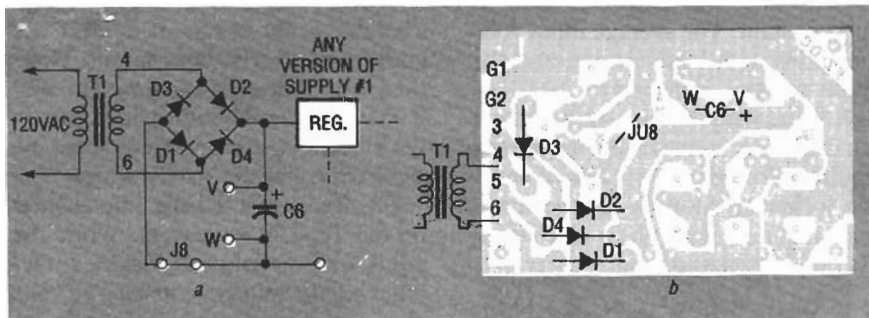 ANY
VERSION OF
SUPPLY #1
REG.
120VAC
T1
4
6
D3
D2
D1
D4
V
+
C6
W
J8
a
G1
G2
3
4
5
6
T1
D3
JU8
W C6 V
+
D2
D4
D1
b